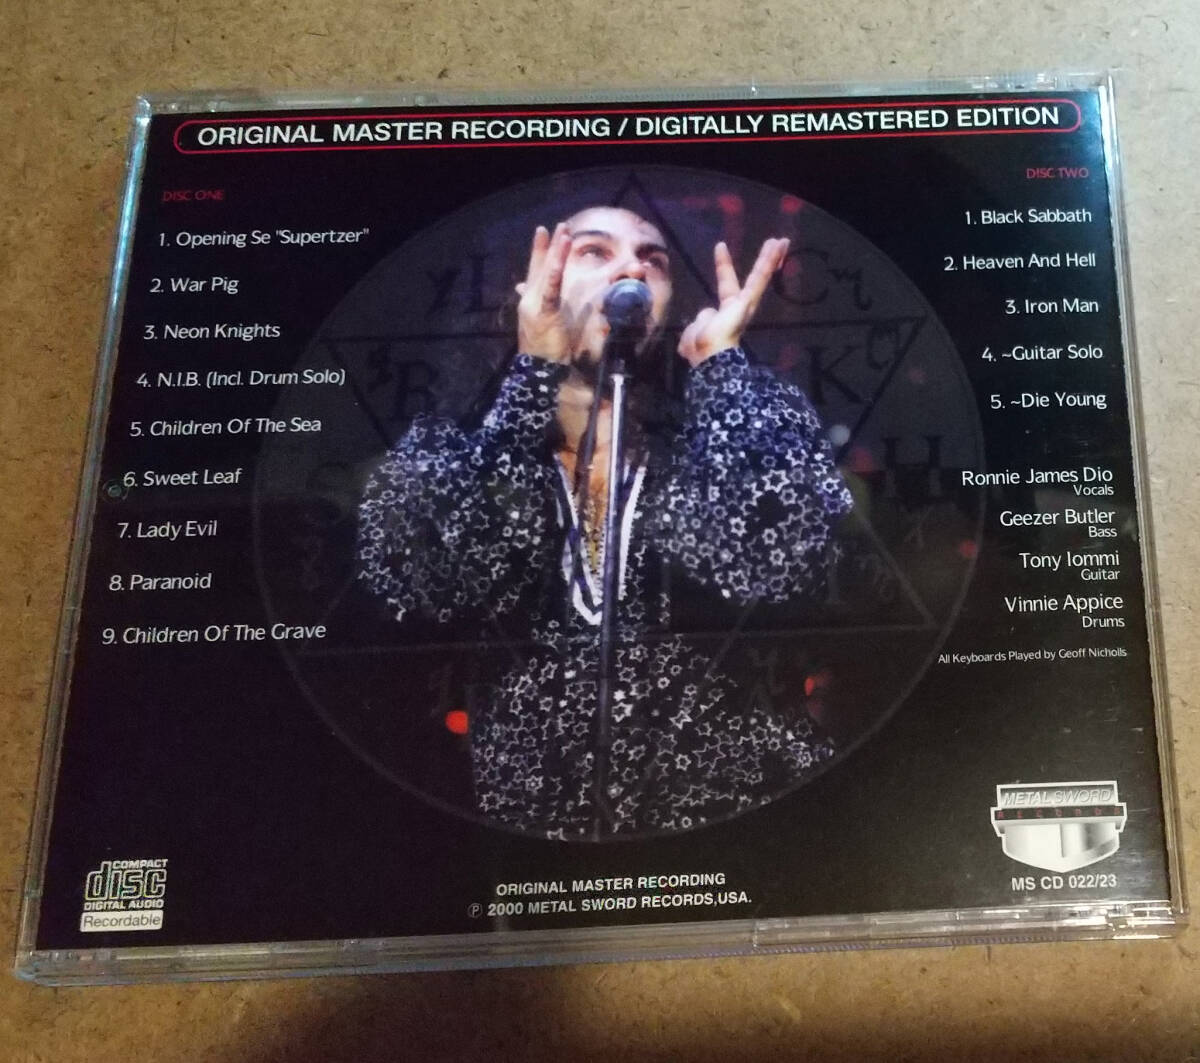 ORIGINAL MASTER RECORDING / DIGITALLY REMASTERED EDITION
DISC ONE
1. Opening Se "Supertzer"
2. War Pig
3. Neon Knights
4. N.I.B. (Incl. Drum Solo)
5. Children Of The Sea
6. Sweet Leaf
7. Lady Evil
8. Paranoid
9. Children Of The Grave
DISC TWO
1. Black Sabbath
2. Heaven And Hell
3. Iron Man
4. ~Guitar Solo
5. ~Die Young
Ronnie James Dio
Vocals
Geezer Butler
Bass
Tony Iommi
Guitar
Vinnie Appice
Drums
All Keyboards Played by Geoff Nicholls
METAL SWORD
RECORDS
MS CD 022/23
COMPACT
disc
DIGITAL AUDIO
Recordable
ORIGINAL MASTER RECORDING
℗ 2000 METAL SWORD RECORDS,USA.